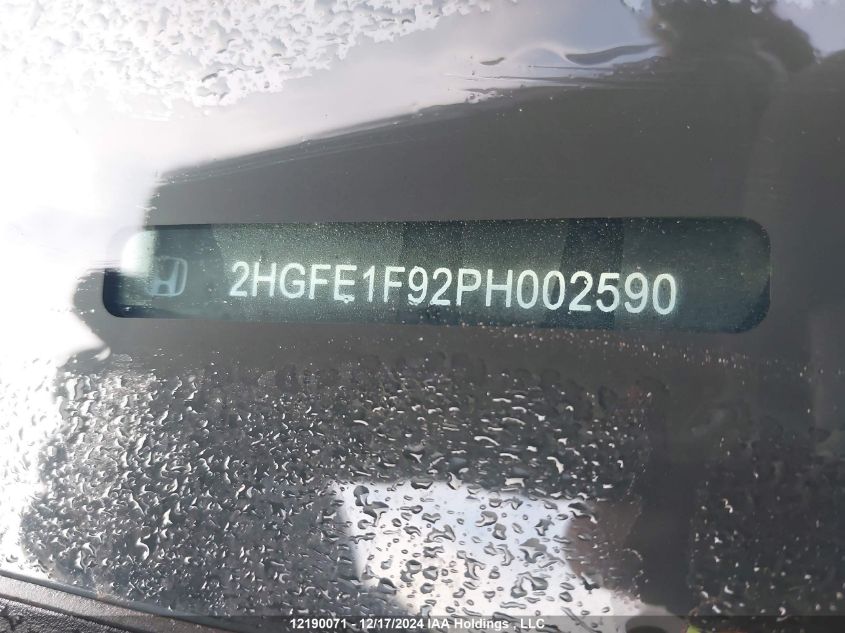 2HGFE1F92PH002590
12190071 - 12/17/2024 IAA Holdings , LLC